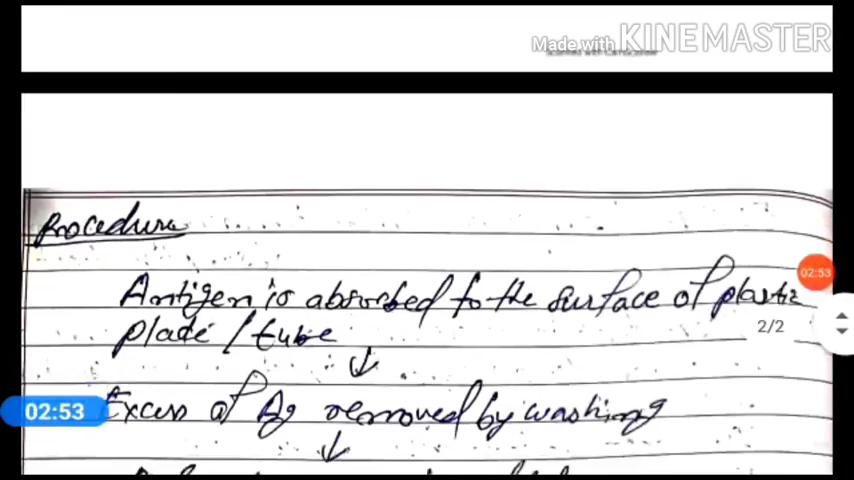 Made with KINEMASTER
Procedure
02:53
Antigen is absorbed to the surface of plastic
plate / tube
2/2
↓
02:53
Excess of Ag removed by washing
↓